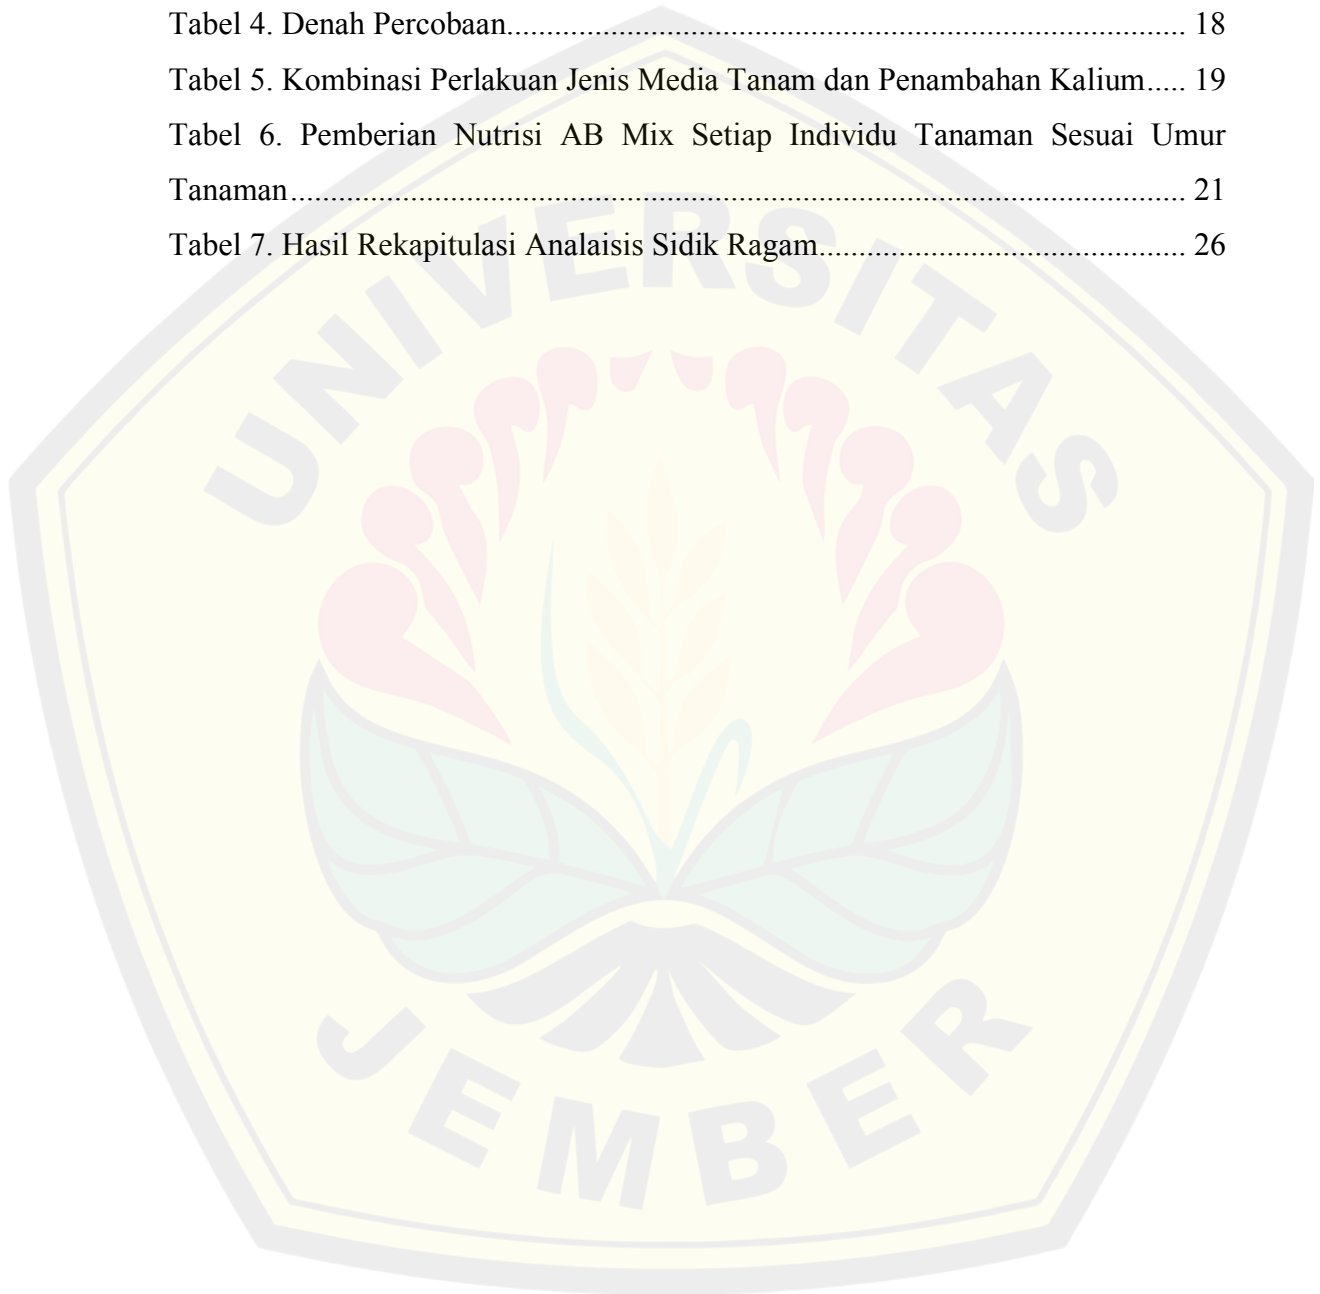 Tabel 4. Denah Percobaan..................................................................................... 18
Tabel 5. Kombinasi Perlakuan Jenis Media Tanam dan Penambahan Kalium..... 19
Tabel 6. Pemberian Nutrisi AB Mix Setiap Individu Tanaman Sesuai Umur
Tanaman................................................................................................................ 21
Tabel 7. Hasil Rekapitulasi Analaisis Sidik Ragam.............................................. 26
UNIVERSITAS
JEMBER